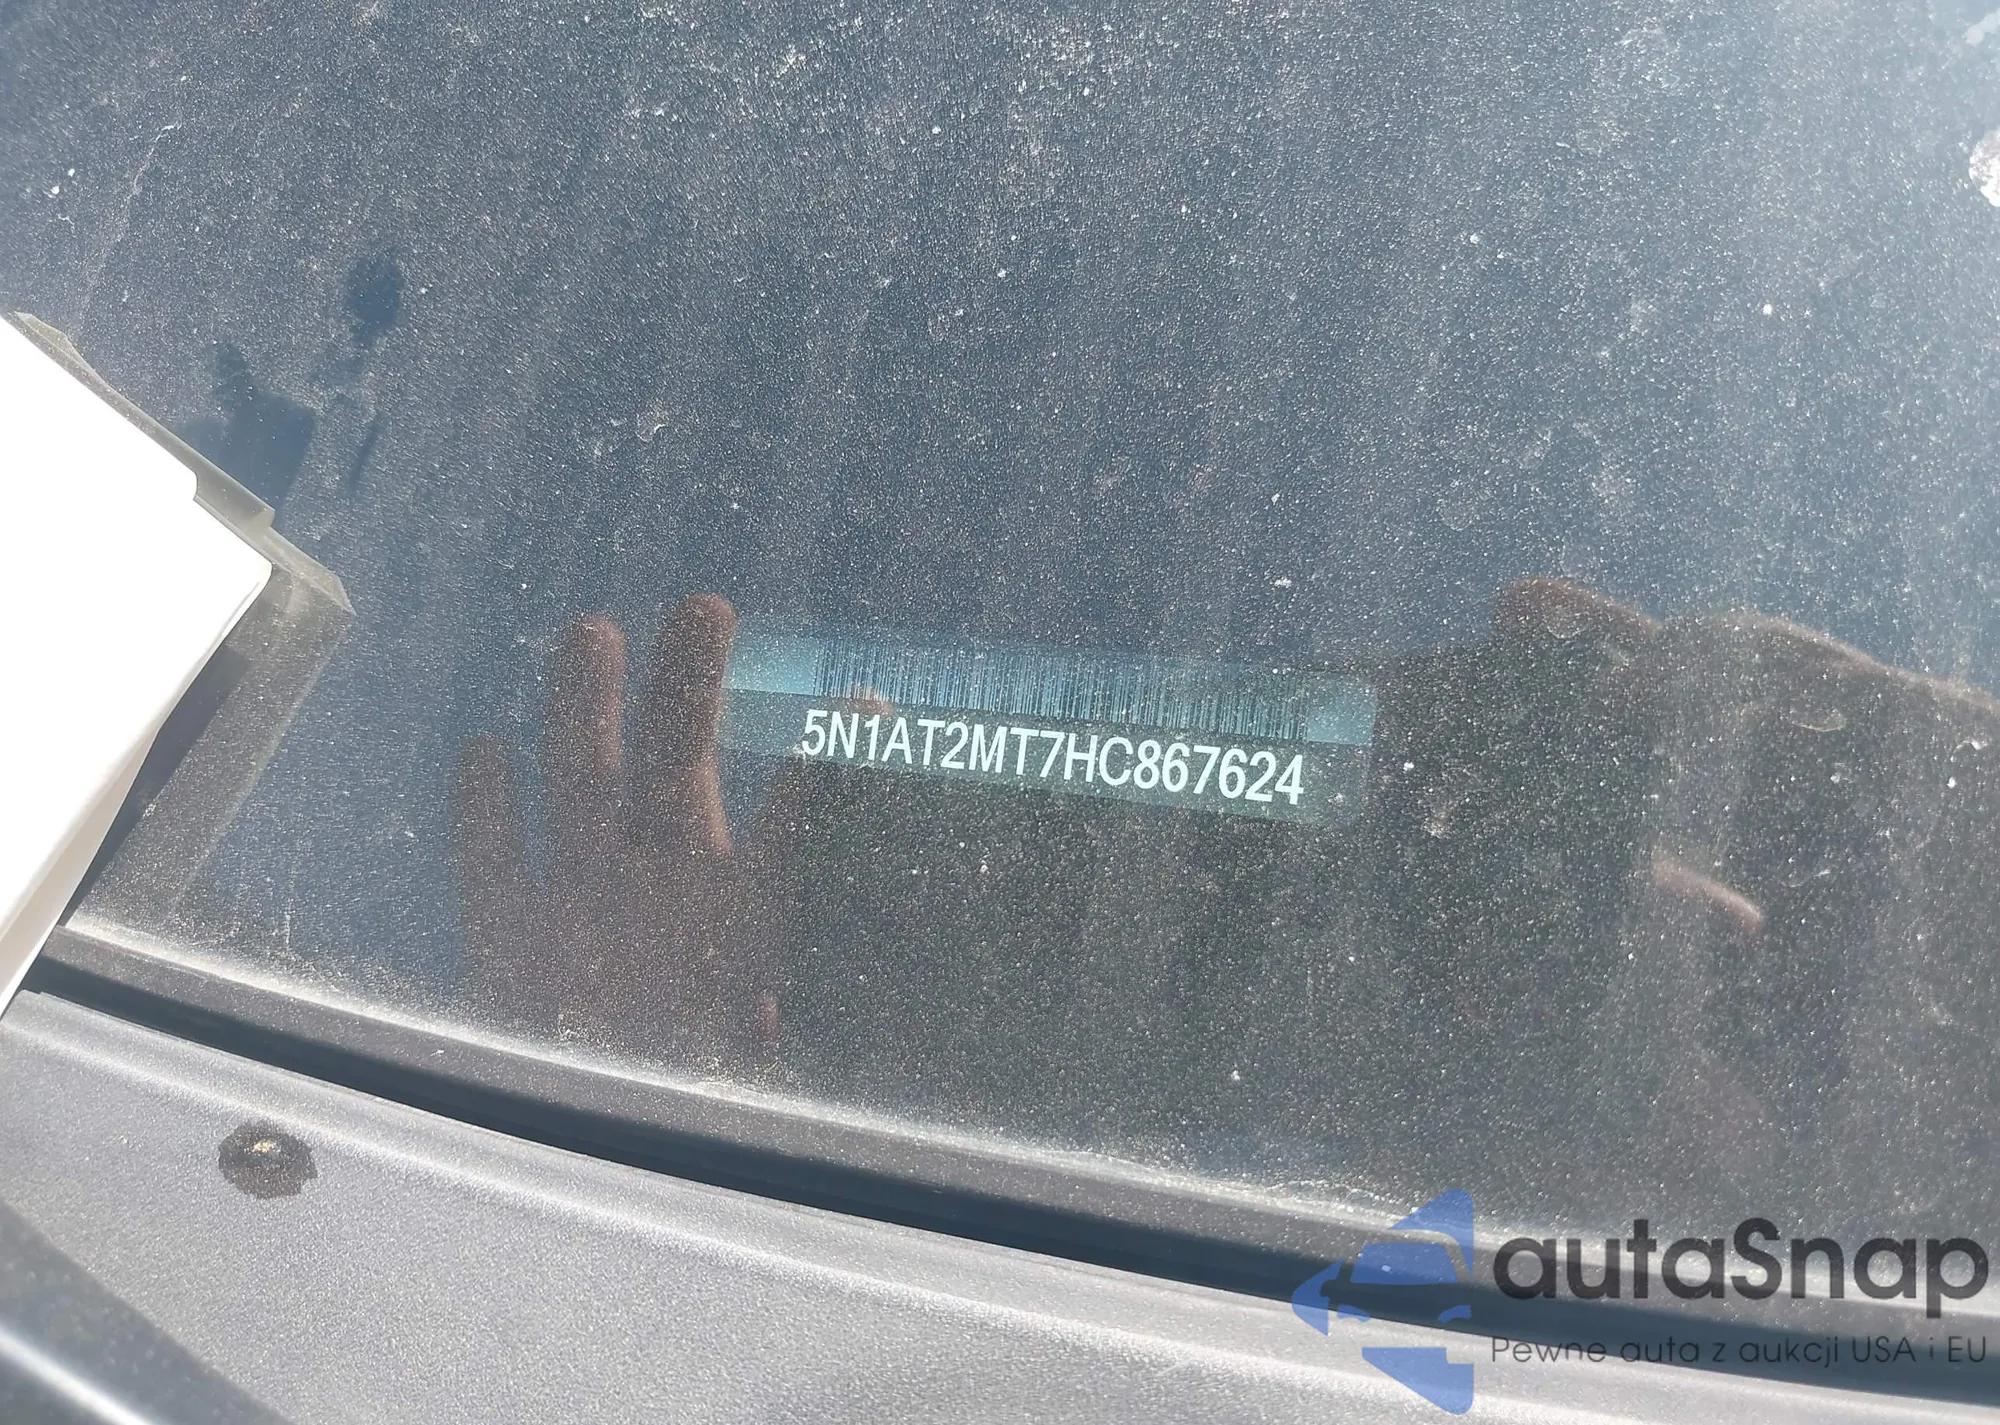 5N1AT2MT7HC867624
autaSnap
Pewne auta z aukcji USA i EU